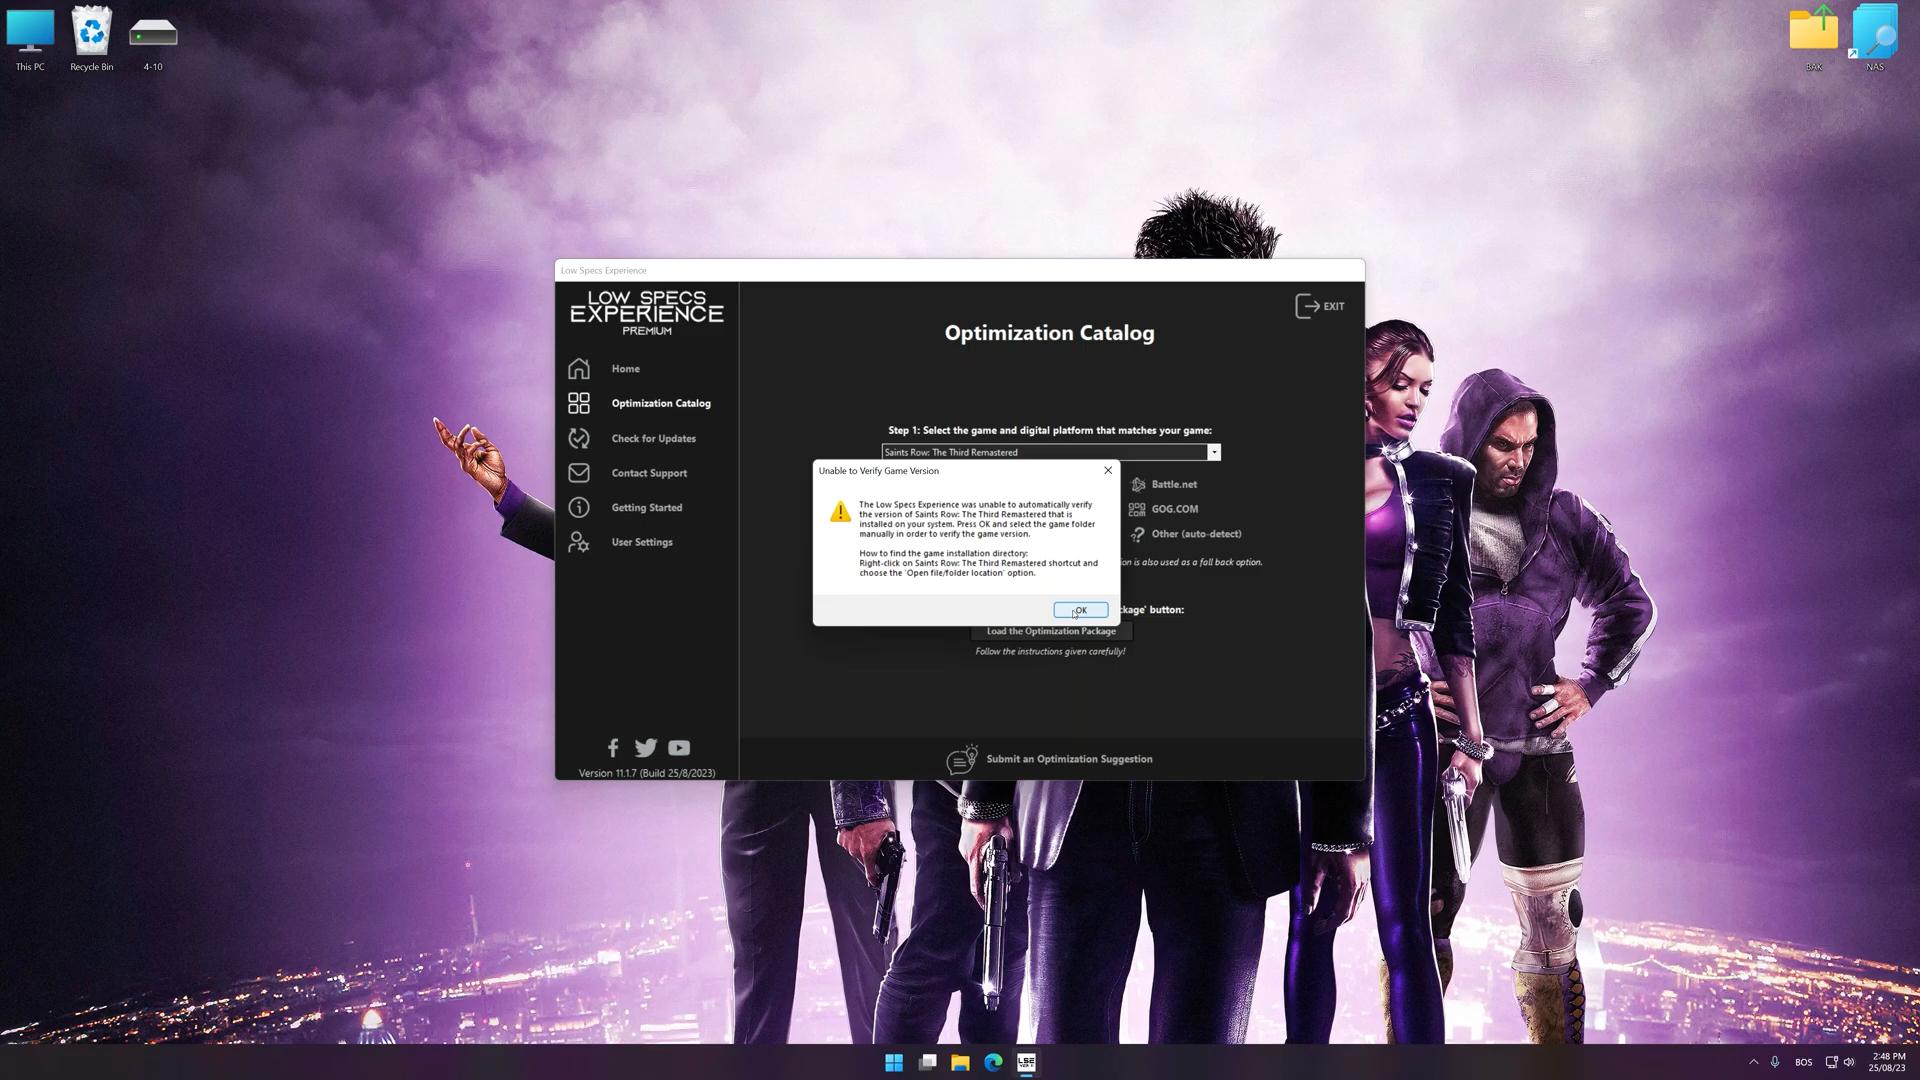 This PC
Recycle Bin
4-10
BAK
NAS
Low Specs Experience
LOW SPECS
EXPERIENCE
PREMIUM
Home
Optimization Catalog
Check for Updates
Contact Support
Getting Started
User Settings
Version 11.1.7 (Build 25/8/2023)
EXIT
Optimization Catalog
Step 1: Select the game and digital platform that matches your game:
Saints Row: The Third Remastered
Battle.net
GOG COM
GOG.COM
Other (auto-detect)
ion is also used as a fall back option.
ckage' button:
Load the Optimization Package
Follow the instructions given carefully!
Submit an Optimization Suggestion
Unable to Verify Game Version
The Low Specs Experience was unable to automatically verify
the version of Saints Row: The Third Remastered that is
installed on your system. Press OK and select the game folder
manually in order to verify the game version.
How to find the game installation directory:
Right-click on Saints Row: The Third Remastered shortcut and
choose the 'Open file/folder location' option.
OK
LSE
VER 11
BOS
2:48 PM
25/08/23